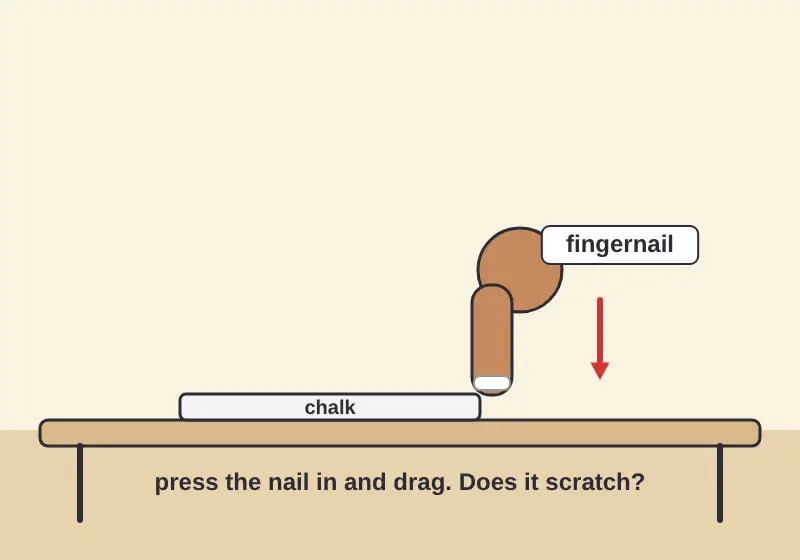 fingernail
chalk
press the nail in and drag. Does it scratch?